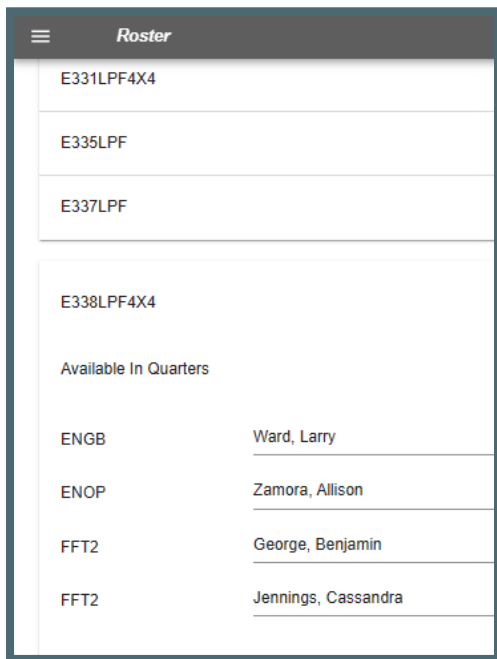 Roster
E331LPF4X4
E335LPF
E337LPF
E338LPF4X4
Available In Quarters
ENGB Ward, Larry
ENOP Zamora, Allison
FFT2 George, Benjamin
FFT2 Jennings, Cassandra